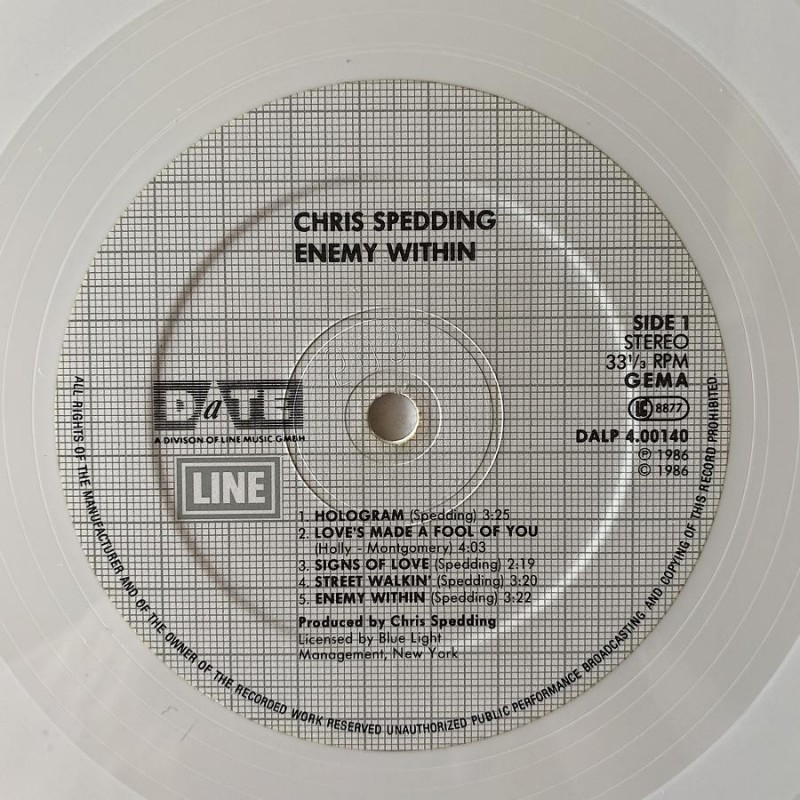 CHRIS SPEDDING
ENEMY WITHIN
SIDE 1
STEREO
33 1/3 RPM
GEMA
LC 8877
DALP 4.00140
℗ 1986
© 1986
DaTE
A DIVISON OF LINE MUSIC GMBH
LINE
1. HOLOGRAM (Spedding) 3:25
2. LOVE'S MADE A FOOL OF YOU
(Holly - Montgomery) 4:03
3. SIGNS OF LOVE (Spedding) 2:19
4. STREET WALKIN' (Spedding) 3:20
5. ENEMY WITHIN (Spedding) 3:22
Produced by Chris Spedding
Licensed by Blue Light
Management, New York
ALL RIGHTS OF THE MANUFACTURER AND OF THE OWNER OF THE RECORDED WORK RESERVED UNAUTHORIZED PUBLIC PERFORMANCE BROADCASTING AND COPYING OF THIS RECORD PROHIBITED.